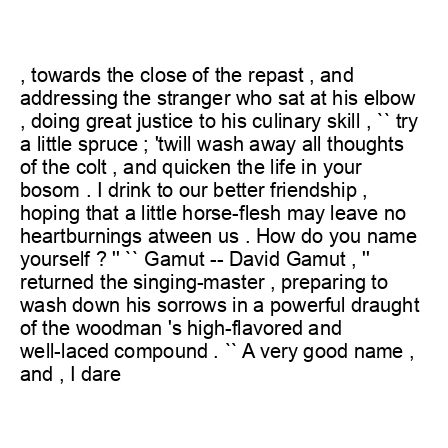 , towards the close of the repast , and
addressing the stranger who sat at his elbow
, doing great justice to his culinary skill , `` try
a little spruce ; 'twill wash away all thoughts
of the colt , and quicken the life in your
bosom . I drink to our better friendship ,
hoping that a little horse-flesh may leave no
heartburnings atween us . How do you name
yourself ? '' `` Gamut -- David Gamut , ''
returned the singing-master , preparing to
wash down his sorrows in a powerful draught
of the woodman 's high-flavored and
well-laced compound . `` A very good name ,
and , I dare